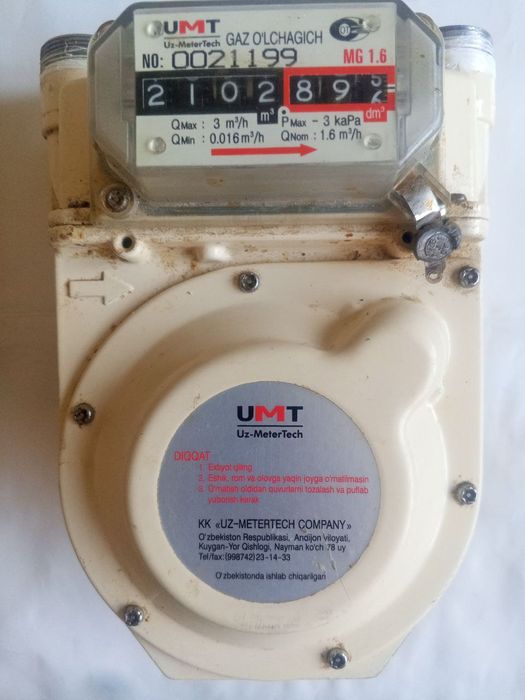 UMT
Uz-MeterTech
GAZ O'LCHAGICH
NO: 0021199
MG 1.6
2 1 0 2 8 9
m³
dm³
QMax : 3 m³/h
PMax - 3 kaPa
QMin : 0.016 m³/h
QNom : 1.6 m³/h
UMT
Uz-MeterTech
DIQQAT
1. Extiyot qiling
2. Eshik, rom va olovga yaqin joyga o'rnatilmasin
3. O'rnatish oldidan quvurlarni tozalash va puflab
yuborish kerak
KK «UZ-METERTECH COMPANY»
O'zbekiston Respublikasi, Andijon Viloyati,
Kuygan-Yor Qishlogi, Nayman ko'ch 78 uy
Tel/fax:(998742)23-14-33
O'zbekistonda ishlab chiqarilgan